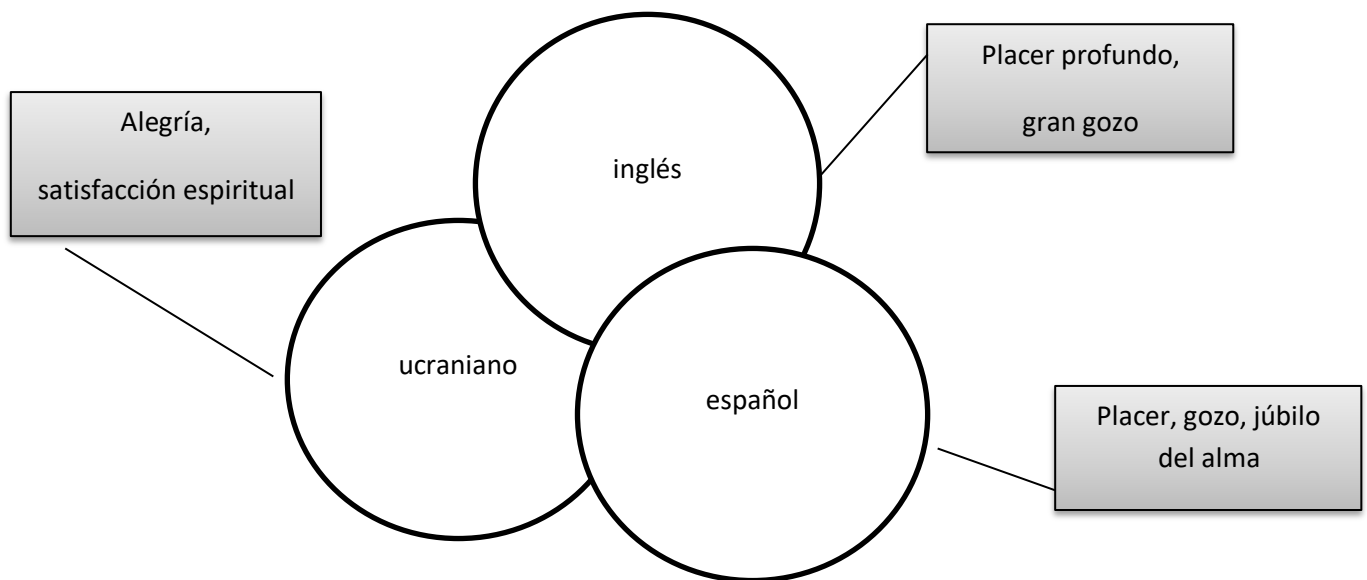 Placer profundo,
gran gozo
Alegría,
satisfacción espiritual
inglés
ucraniano
español
Placer, gozo, júbilo
del alma